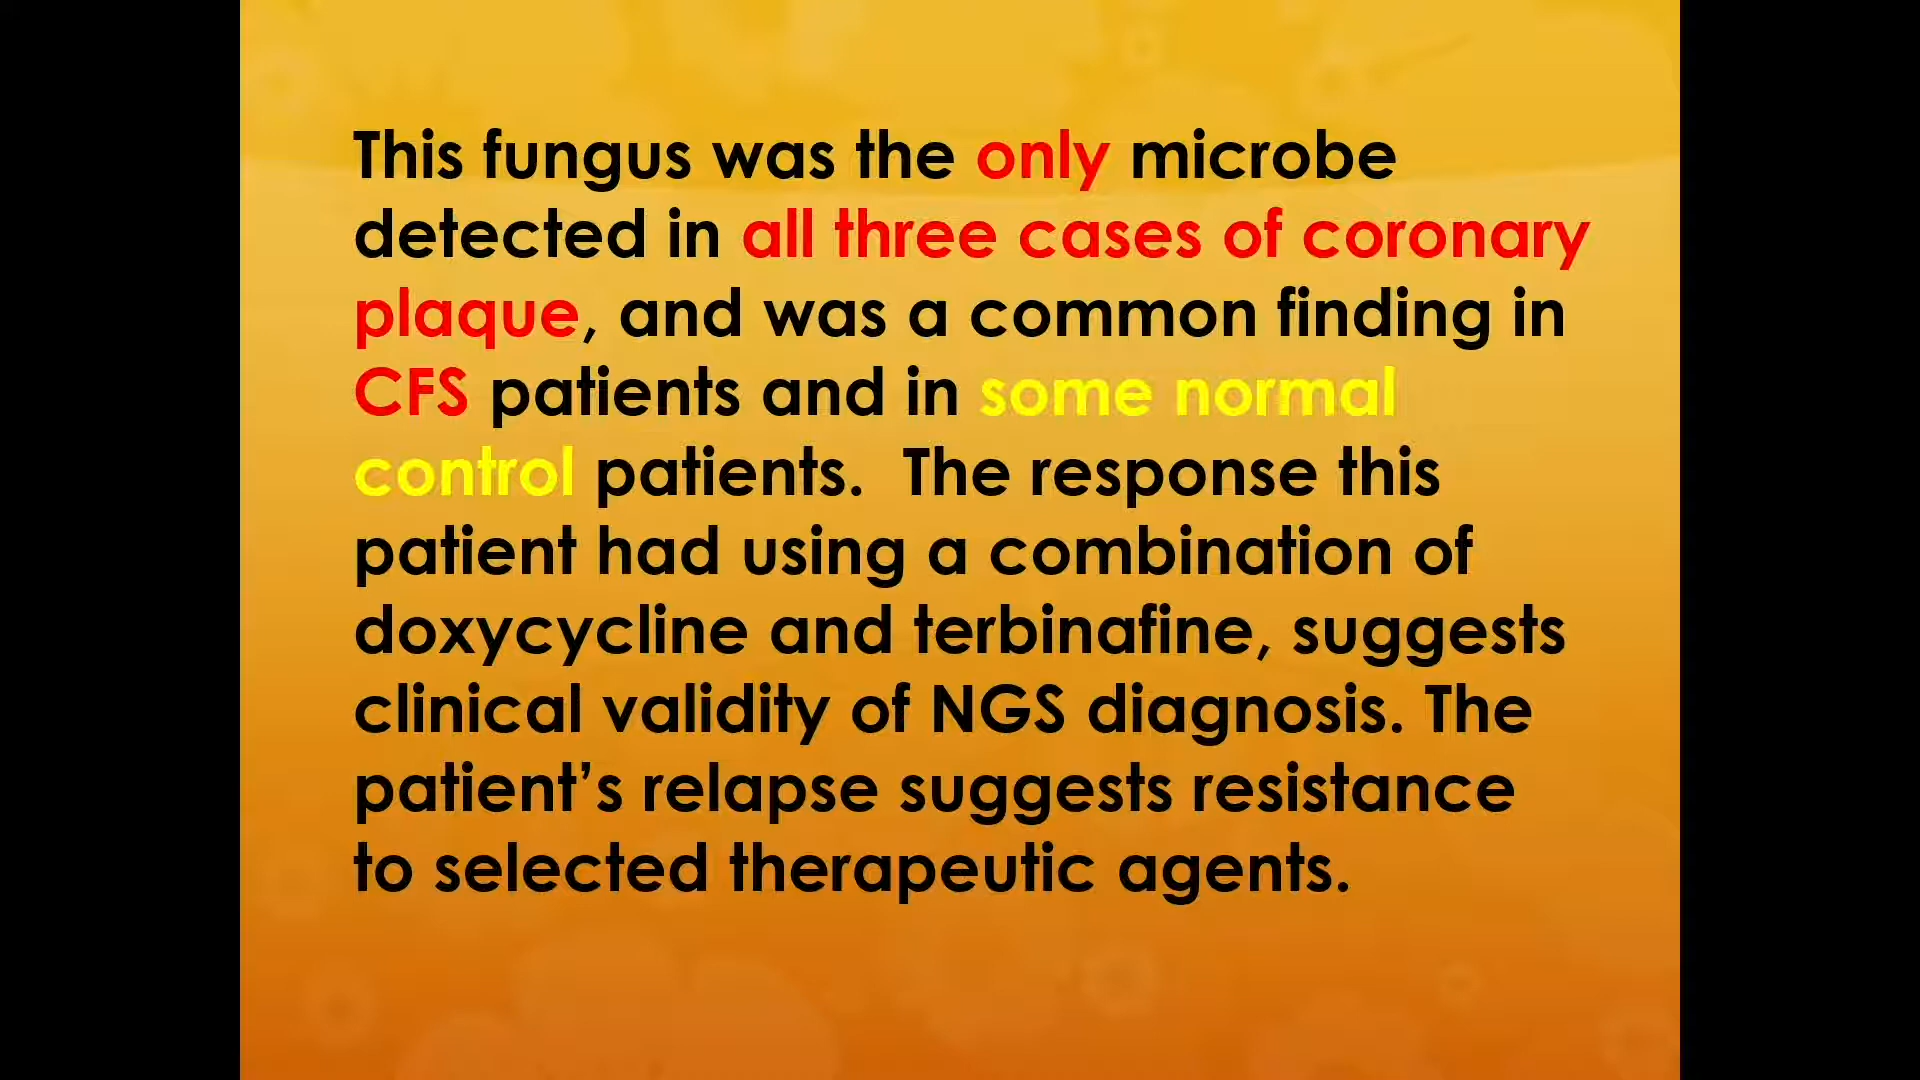 This fungus was the only microbe
detected in all three cases of coronary
plaque, and was a common finding in
CFS patients and in some normal
control patients.  The response this
patient had using a combination of
doxycycline and terbinafine, suggests
clinical validity of NGS diagnosis. The
patient’s relapse suggests resistance
to selected therapeutic agents.